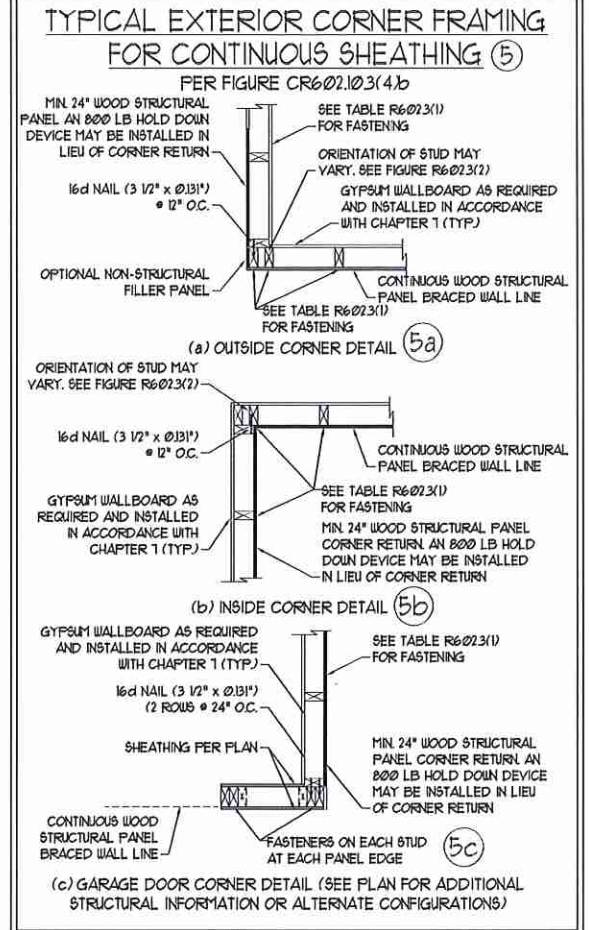 TYPICAL EXTERIOR CORNER FRAMING
FOR CONTINUOUS SHEATHING 5
PER FIGURE CR602.10.3(4)b
MIN. 24" WOOD STRUCTURAL
PANEL AN 800 LB HOLD DOWN
DEVICE MAY BE INSTALLED IN
LIEU OF CORNER RETURN
16d NAIL (3 1/2" x 0.131")
@ 12" O.C.
OPTIONAL NON-STRUCTURAL
FILLER PANEL
SEE TABLE R602.3(1)
FOR FASTENING
ORIENTATION OF STUD MAY
VARY. SEE FIGURE R602.3(2)
GYPSUM WALLBOARD AS REQUIRED
AND INSTALLED IN ACCORDANCE
WITH CHAPTER 7 (TYP.)
CONTINUOUS WOOD STRUCTURAL
PANEL BRACED WALL LINE
SEE TABLE R602.3(1)
FOR FASTENING
(a) OUTSIDE CORNER DETAIL 5a
ORIENTATION OF STUD MAY
VARY. SEE FIGURE R602.3(2)
16d NAIL (3 1/2" x 0.131")
@ 12" O.C.
GYPSUM WALLBOARD AS
REQUIRED AND INSTALLED
IN ACCORDANCE WITH
CHAPTER 7 (TYP.)
CONTINUOUS WOOD STRUCTURAL
PANEL BRACED WALL LINE
SEE TABLE R602.3(1)
FOR FASTENING
MIN. 24" WOOD STRUCTURAL PANEL
CORNER RETURN. AN 800 LB HOLD
DOWN DEVICE MAY BE INSTALLED
IN LIEU OF CORNER RETURN
(b) INSIDE CORNER DETAIL 5b
GYPSUM WALLBOARD AS REQUIRED
AND INSTALLED IN ACCORDANCE
WITH CHAPTER 7 (TYP.)
16d NAIL (3 1/2" x 0.131")
(2 ROWS @ 24" O.C.
SHEATHING PER PLAN
CONTINUOUS WOOD
STRUCTURAL PANEL
BRACED WALL LINE
SEE TABLE R602.3(1)
FOR FASTENING
MIN. 24" WOOD STRUCTURAL
PANEL CORNER RETURN. AN
800 LB HOLD DOWN DEVICE
MAY BE INSTALLED IN LIEU
OF CORNER RETURN
FASTENERS ON EACH STUD
AT EACH PANEL EDGE
5c
(c) GARAGE DOOR CORNER DETAIL (SEE PLAN FOR ADDITIONAL
STRUCTURAL INFORMATION OR ALTERNATE CONFIGURATIONS)